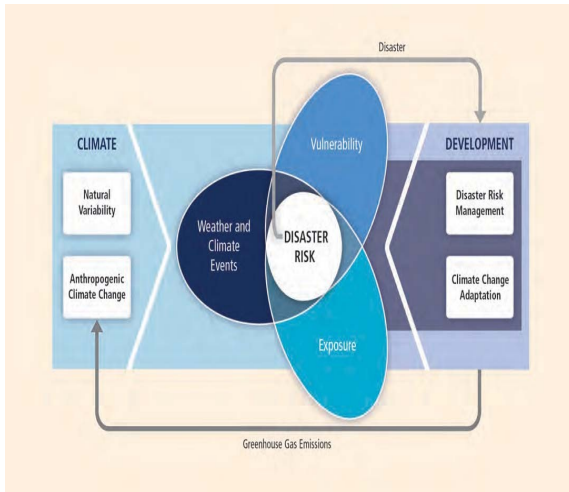 Disaster
CLIMATE
Natural
Variability
Anthropogenic
Climate Change
Weather and
Climate
Events
Vulnerability
DISASTER
RISK
Exposure
DEVELOPMENT
Disaster Risk
Management
Climate Change
Adaptation
Greenhouse Gas Emissions